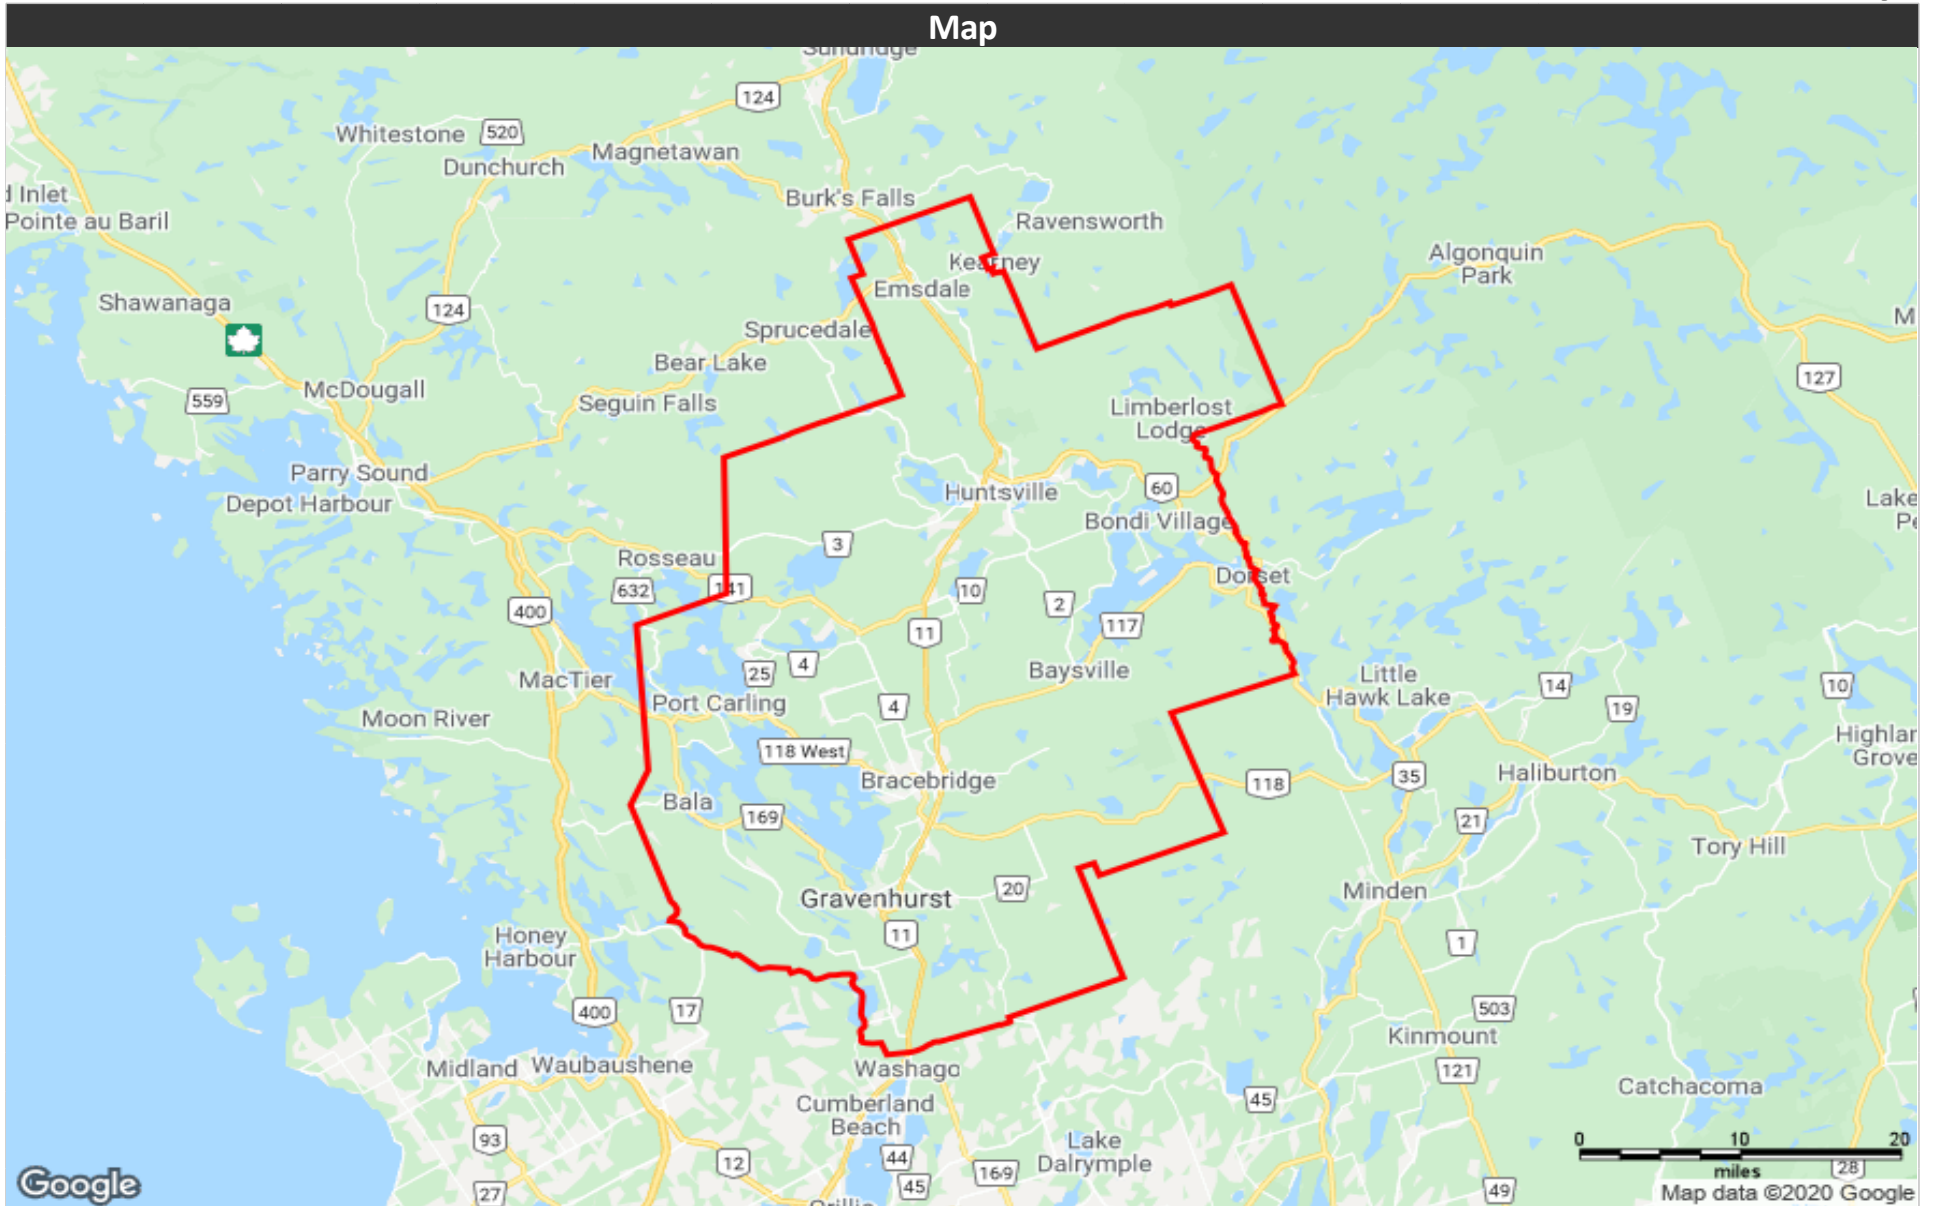 Map
Sundridge
124
Whitestone 520
Dunchurch
Magnetawan
d Inlet
Pointe au Baril
Burk's Falls
Ravensworth
Kearney
Algonquin
Park
Emsdale
Shawanaga
124
Sprucedale
Bear Lake
M
127
McDougall
559
Seguin Falls
Limberlost
Lodge
Parry Sound
Depot Harbour
Huntsville
60
Lake
Pe
Bondi Village
3
Rosseau
632
141
10
2
Dorset
400
11
117
25
4
Baysville
MacTier
Port Carling
4
Little
Hawk Lake
14
19
10
Moon River
118 West
Highlan
Grove
Bracebridge
118
35
Haliburton
Bala
169
21
Tory Hill
Gravenhurst
20
Minden
11
Honey
Harbour
1
400
17
503
Kinmount
Midland
Waubaushene
Washago
121
Catchacoma
Cumberland
Beach
45
93
Lake
Dalrymple
0 10 20
miles
12
44
169
28
Google
27
45
49
Map data ©2020 Google